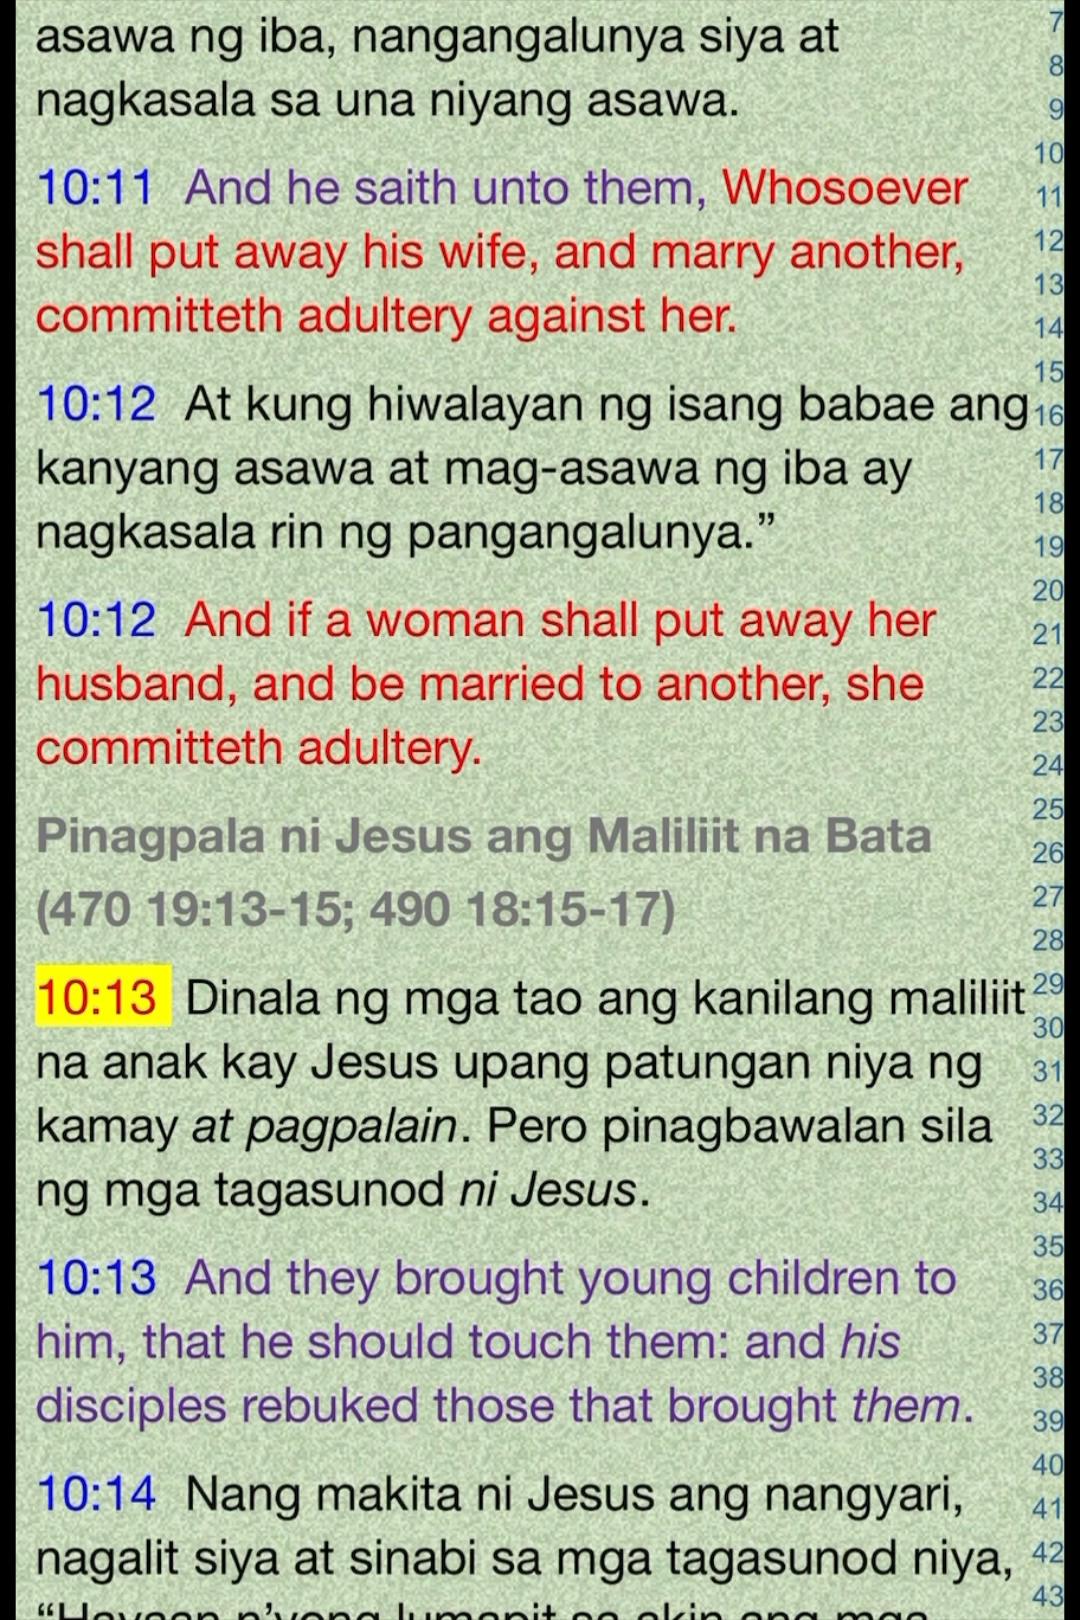 asawa ng iba, nangangalunya siya at
nagkasala sa una niyang asawa.
10:11 And he saith unto them, Whosoever
shall put away his wife, and marry another,
committeth adultery against her.
10:12 At kung hiwalayan ng isang babae ang
kanyang asawa at mag-asawa ng iba ay
nagkasala rin ng pangangalunya.”
10:12 And if a woman shall put away her
husband, and be married to another, she
committeth adultery.
Pinagpala ni Jesus ang Maliliit na Bata
(470 19:13-15; 490 18:15-17)
10:13 Dinala ng mga tao ang kanilang maliliit
na anak kay Jesus upang patungan niya ng
kamay at pagpalain. Pero pinagbawalan sila
ng mga tagasunod ni Jesus.
10:13 And they brought young children to
him, that he should touch them: and his
disciples rebuked those that brought them.
10:14 Nang makita ni Jesus ang nangyari,
nagalit siya at sinabi sa mga tagasunod niya,
“Hayaan n’yong lumapit sa akin ang mga
7
8
9
10
11
12
13
14
15
16
17
18
19
20
21
22
23
24
25
26
27
28
29
30
31
32
33
34
35
36
37
38
39
40
41
42
43